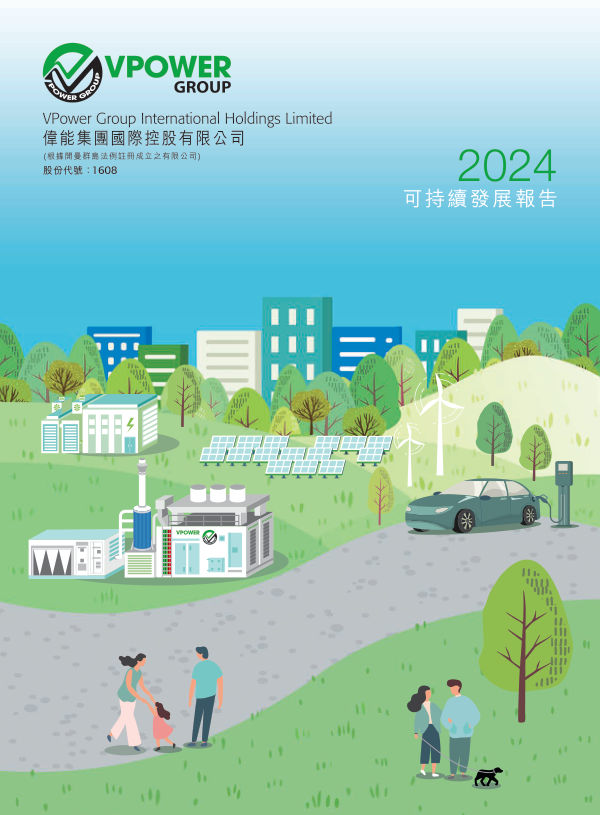 VPOWER
GROUP
POWER GROUP
VPower Group International Holdings Limited
偉能集團國際控股有限公司
(根據開曼群島法例註冊成立之有限公司)
股份代號：1608
2024
可持續發展報告
VPOWER